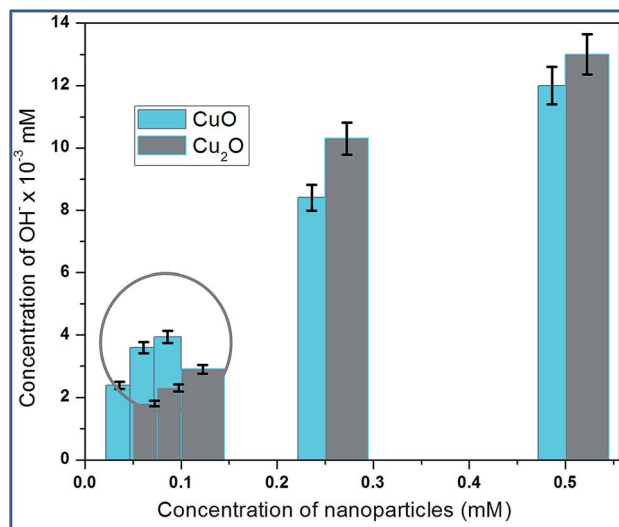 14
12
10
8
6
4
2
0
Concentration of OH⁻ x 10⁻³ mM
CuO
Cu₂O
0.0 0.1 0.2 0.3 0.4 0.5
Concentration of nanoparticles (mM)